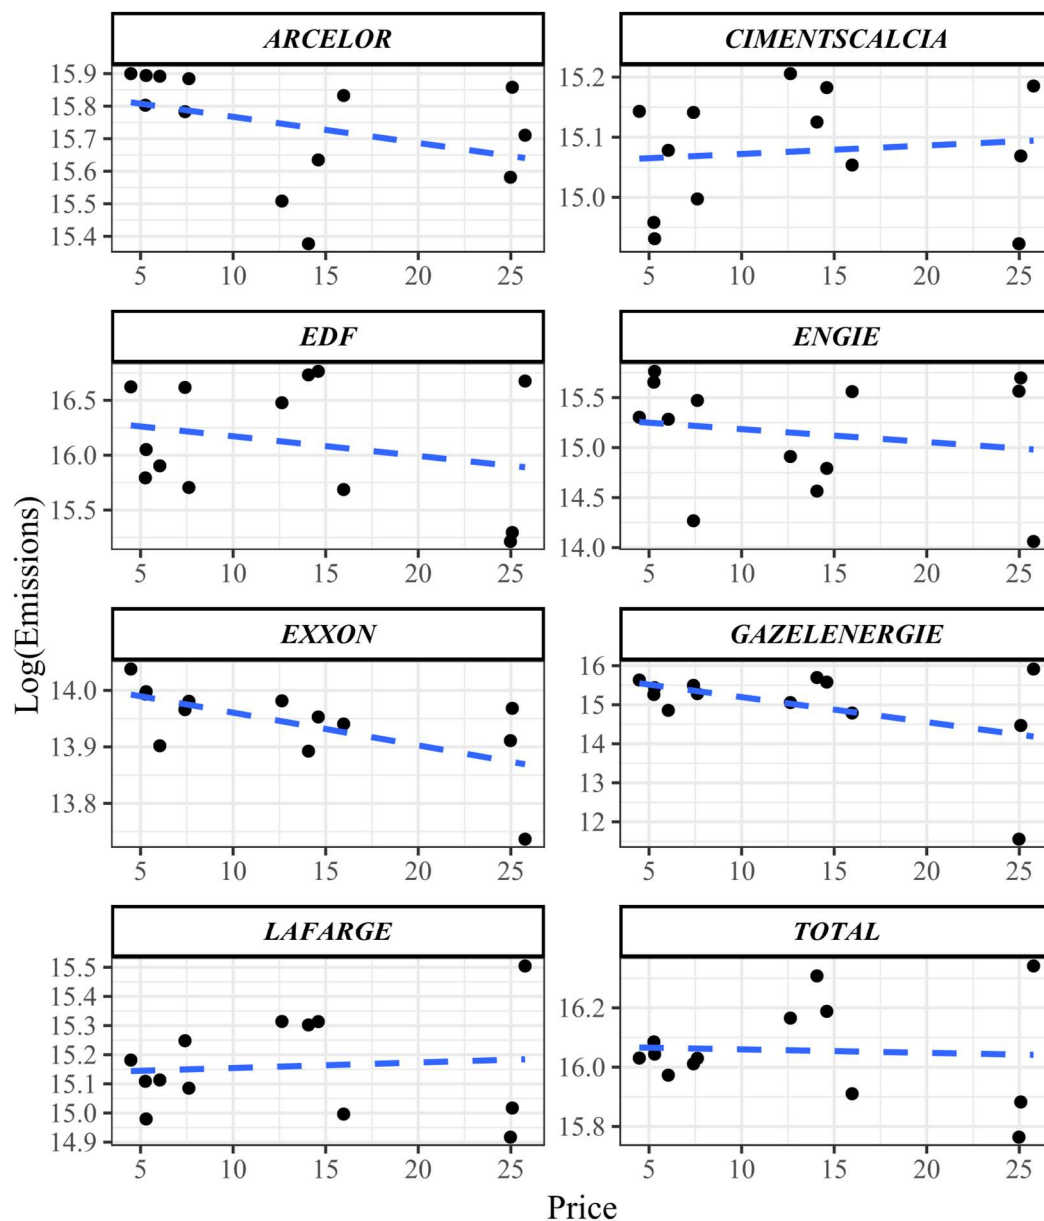 ARCELOR
15.9
15.8
15.7
15.6
15.5
15.4
5 10 15 20 25
CIMENTSCALCIA
15.2
15.1
15.0
5 10 15 20 25
EDF
16.5
16.0
15.5
5 10 15 20 25
ENGIE
15.5
15.0
14.5
14.0
5 10 15 20 25
Log(Emissions)
EXXON
14.0
13.9
13.8
5 10 15 20 25
GAZELENERGIE
16
15
14
13
12
5 10 15 20 25
LAFARGE
15.5
15.4
15.3
15.2
15.1
15.0
14.9
5 10 15 20 25
TOTAL
16.2
16.0
15.8
5 10 15 20 25
Price